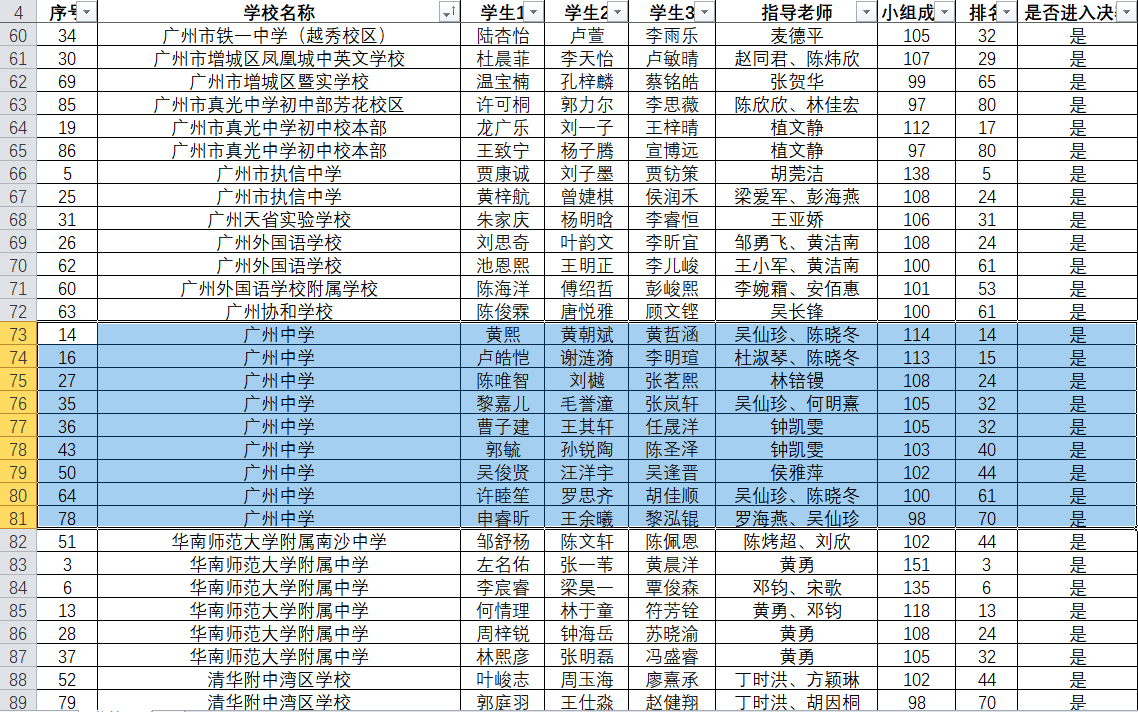 4 序号 学校名称 学生1 学生2 学生3 指导老师 小组成 排名 是否进入决
60 34 广州市铁一中学（越秀校区） 陆杏怡 卢萱 李雨乐 麦德平 105 32 是
61 30 广州市增城区凤凰城中英文学校 杜晨菲 李天怡 卢敏晴 赵同君、陈炜欣 107 29 是
62 69 广州市增城区暨实学校 温宝楠 孔梓麟 蔡铭皓 张贺华 99 65 是
63 85 广州市真光中学初中部芳花校区 许可桐 郭力尔 李思薇 陈欣欣、林佳宏 97 80 是
64 19 广州市真光中学初中校本部 龙广乐 刘一子 王梓晴 植文静 112 17 是
65 86 广州市真光中学初中校本部 王致宁 杨子腾 宣博远 植文静 97 80 是
66 5 广州市执信中学 贾康诚 刘子墨 贾钫策 胡莞洁 138 5 是
67 25 广州市执信中学 黄梓航 曾婕棋 侯润禾 梁爱军、彭海燕 108 24 是
68 31 广州天省实验学校 朱家庆 杨明晗 李睿恒 王亚娇 106 31 是
69 26 广州外国语学校 刘思奇 叶韵文 李昕宜 邹勇飞、黄洁南 108 24 是
70 62 广州外国语学校 池恩熙 王明正 李儿峻 王小军、黄洁南 100 61 是
71 60 广州外国语学校附属学校 陈海洋 傅绍哲 彭峻熙 李婉霜、安佰惠 101 53 是
72 63 广州协和学校 陈俊霖 唐悦雅 顾文铿 吴长锋 100 61 是
73 14 广州中学 黄熙 黄朝斌 黄哲涵 吴仙珍、陈晓冬 114 14 是
74 16 广州中学 卢皓恺 谢涟漪 李明瑄 杜淑琴、陈晓冬 113 15 是
75 27 广州中学 陈唯智 刘樾 张茗熙 林锫镘 108 24 是
76 35 广州中学 黎嘉儿 毛誉潼 张岚轩 吴仙珍、何明熹 105 32 是
77 36 广州中学 曹子建 王其轩 任晟洋 钟凯雯 105 32 是
78 43 广州中学 郭毓 孙锐陶 陈圣泽 钟凯雯 103 40 是
79 50 广州中学 吴俊贤 汪洋宇 吴逢晋 侯雅萍 102 44 是
80 64 广州中学 许睦笙 罗思齐 胡佳顺 吴仙珍、陈晓冬 100 61 是
81 78 广州中学 申睿昕 王余曦 黎泓锟 罗海燕、吴仙珍 98 70 是
82 51 华南师范大学附属南沙中学 邹舒杨 陈文轩 陈佩恩 陈烤超、刘欣 102 44 是
83 3 华南师范大学附属中学 左名佑 张一苇 黄晨洋 黄勇 151 3 是
84 6 华南师范大学附属中学 李宸睿 梁昊一 覃俊森 邓钧、宋歌 135 6 是
85 13 华南师范大学附属中学 何情理 林于童 符芳铨 黄勇、邓钧 118 13 是
86 28 华南师范大学附属中学 周梓锐 钟海岳 苏晓渝 黄勇 108 24 是
87 37 华南师范大学附属中学 林熙彦 张明磊 冯盛睿 黄勇 105 32 是
88 52 清华附中湾区学校 叶峻志 周玉海 廖熹承 丁时洪、方颖琳 102 44 是
89 79 清华附中湾区学校 郭庭羽 王仕淼 赵健翔 丁时洪、胡因桐 98 70 是